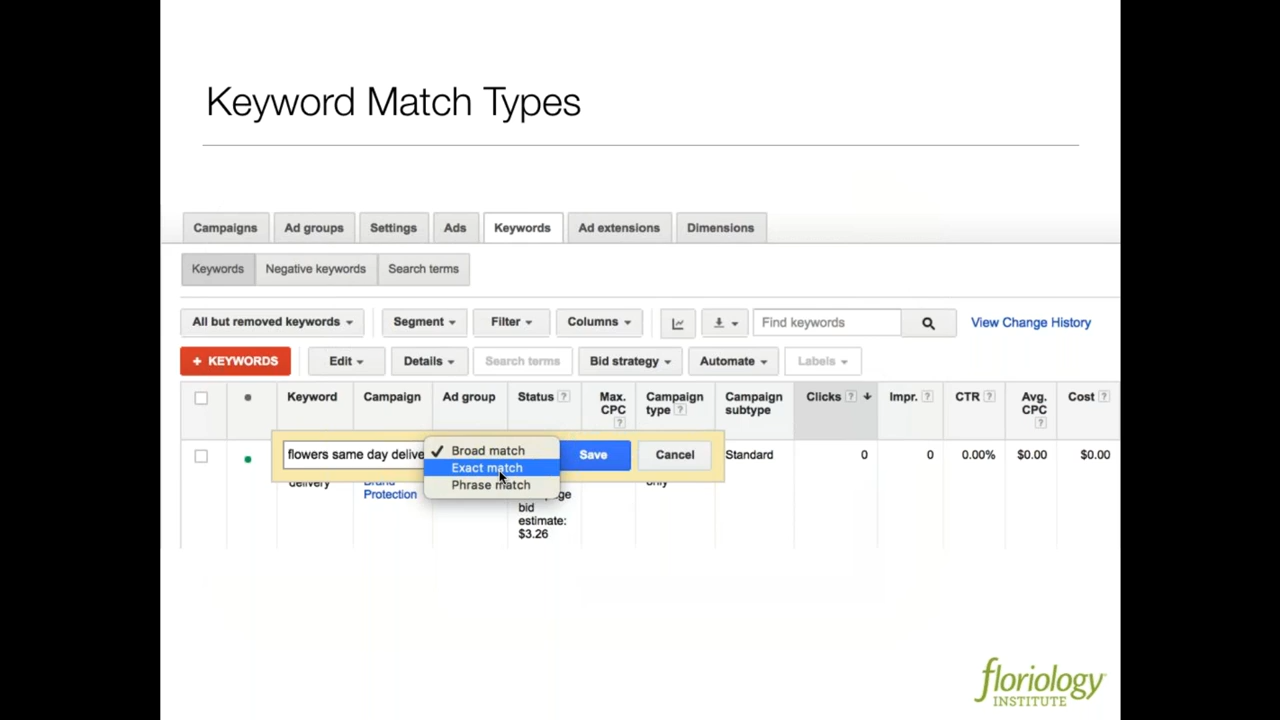 Keyword Match Types
Campaigns Ad groups Settings Ads Keywords Ad extensions Dimensions
Keywords Negative keywords Search terms
All but removed keywords Segment Filter Columns Find keywords View Change History
+ KEYWORDS Edit Details Search terms Bid strategy Automate Labels
Keyword Campaign Ad group Status ? Max. CPC ? Campaign type ? Campaign subtype Clicks ? Impr. ? CTR ? Avg. CPC ? Cost ?
flowers same day delive Broad match Save Cancel Standard 0 0 0.00% $0.00 $0.00
Exact match
Phrase match
delivery Brand
Protection
bid
estimate:
$3.26
floriology
INSTITUTE